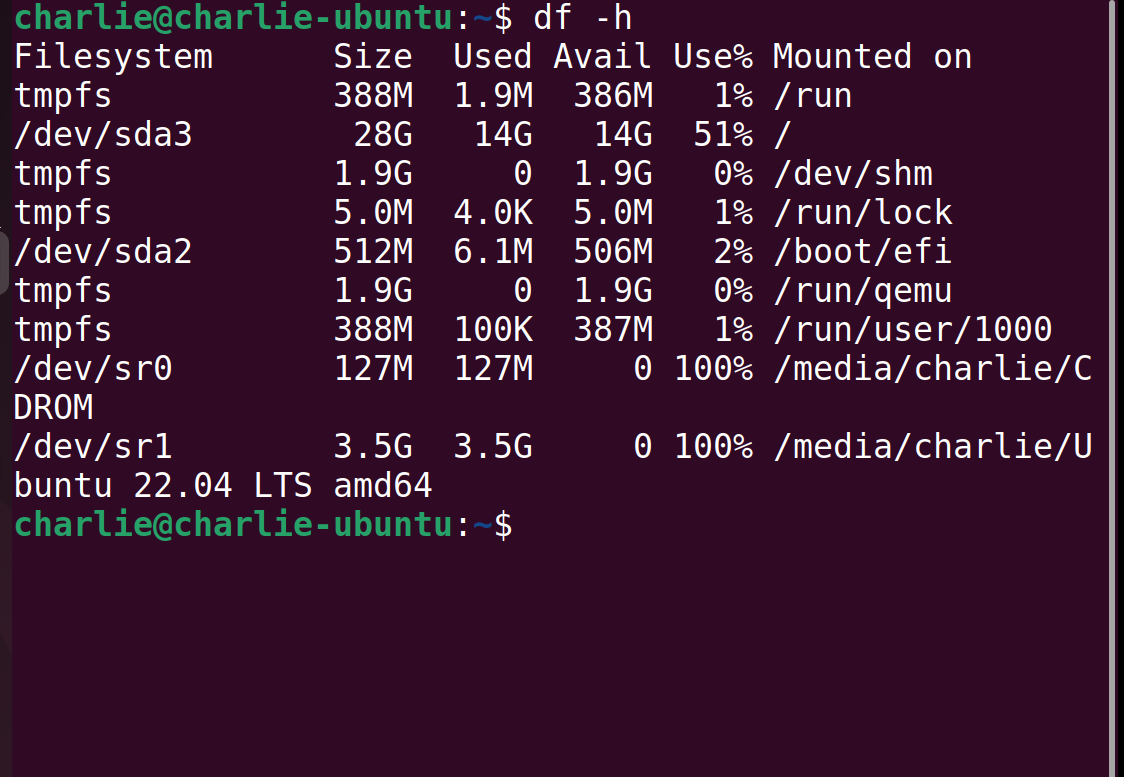 charlie@charlie-ubuntu:~$ df -h
Filesystem      Size  Used Avail Use% Mounted on
tmpfs           388M  1.9M  386M   1% /run
/dev/sda3        28G   14G   14G  51% /
tmpfs           1.9G     0  1.9G   0% /dev/shm
tmpfs           5.0M  4.0K  5.0M   1% /run/lock
/dev/sda2       512M  6.1M  506M   2% /boot/efi
tmpfs           1.9G     0  1.9G   0% /run/qemu
tmpfs           388M  100K  387M   1% /run/user/1000
/dev/sr0        127M  127M     0 100% /media/charlie/C
DROM
/dev/sr1        3.5G  3.5G     0 100% /media/charlie/U
buntu 22.04 LTS amd64
charlie@charlie-ubuntu:~$